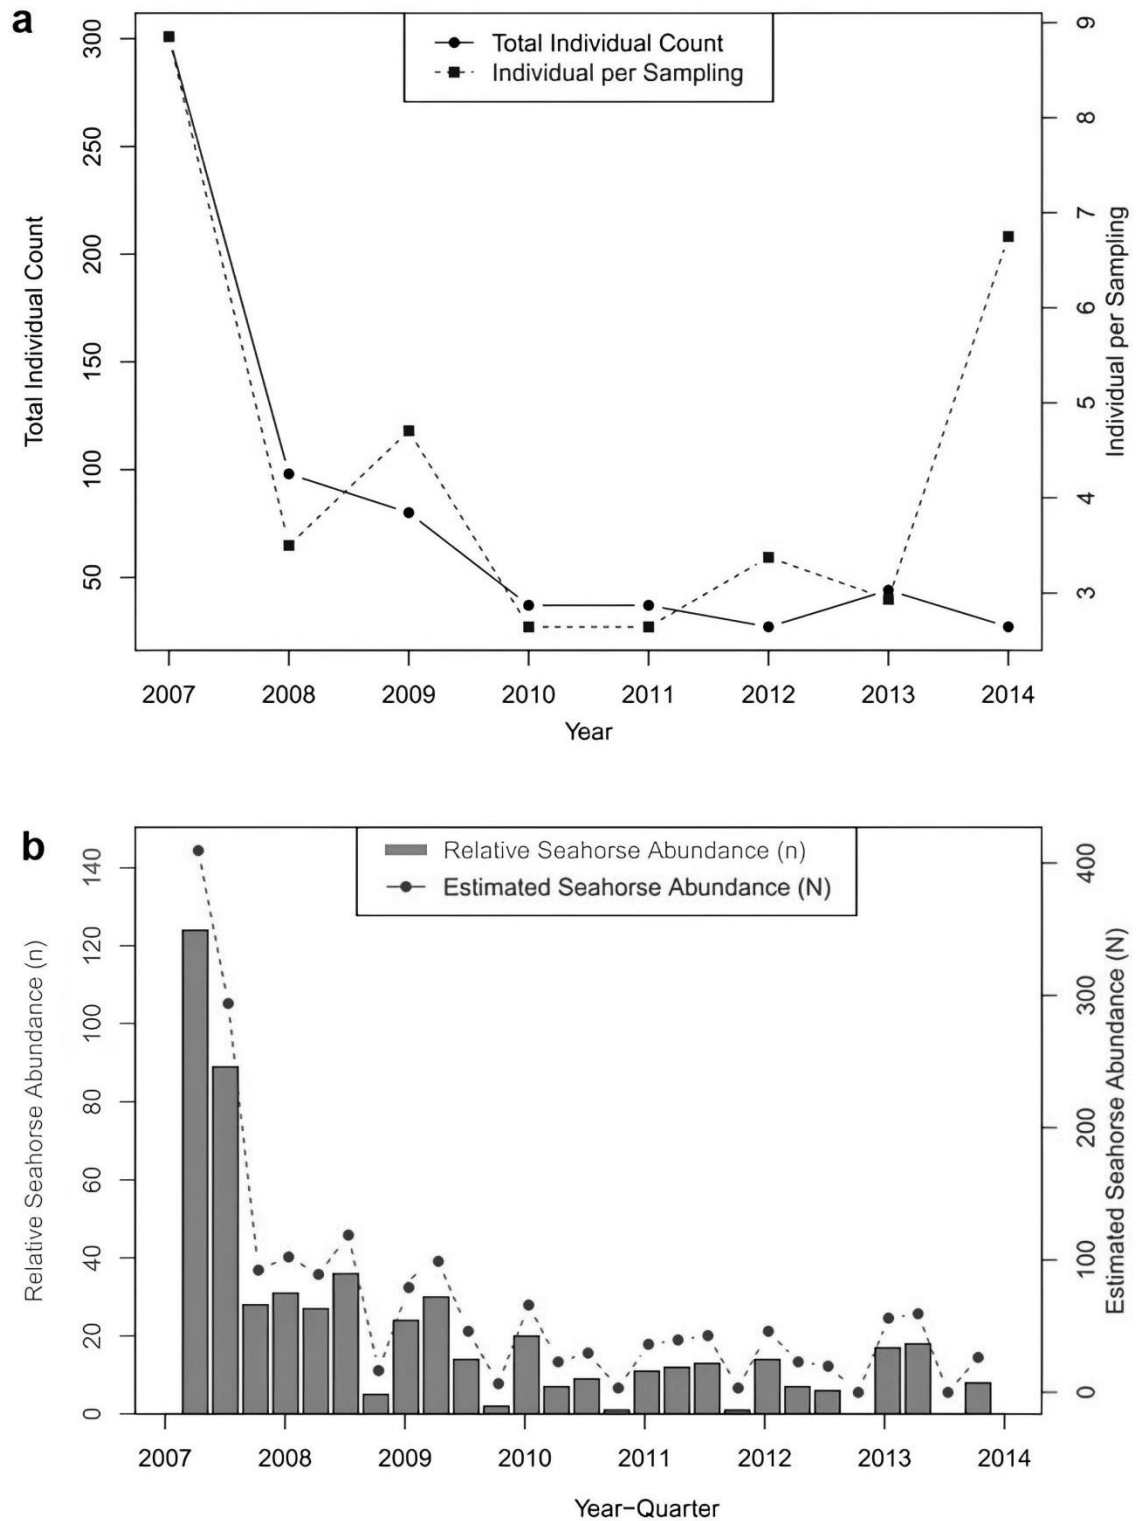 a
Total Individual Count
Individual per Sampling
300
250
200
150
100
50
Total Individual Count
9
8
7
6
5
4
3
Individual per Sampling
2007 2008 2009 2010 2011 2012 2013 2014
Year
b
Relative Seahorse Abundance (n)
Estimated Seahorse Abundance (N)
140
120
100
80
60
40
20
0
Relative Seahorse Abundance (n)
400
300
200
100
0
Estimated Seahorse Abundance (N)
2007 2008 2009 2010 2011 2012 2013 2014
Year-Quarter